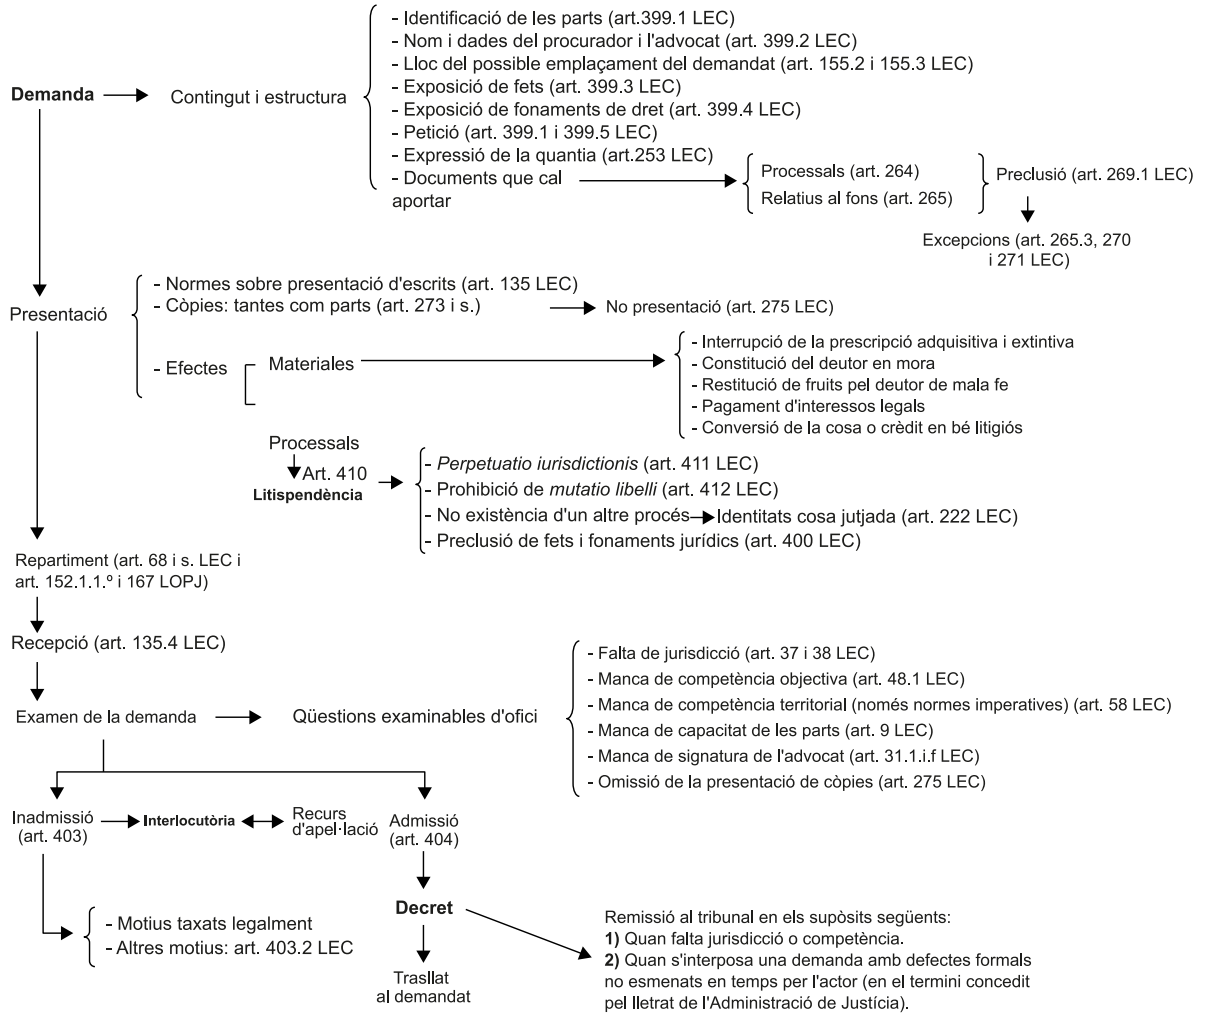 Demanda
Contingut i estructura
- Identificació de les parts (art.399.1 LEC)
- Nom i dades del procurador i l'advocat (art. 399.2 LEC)
- Lloc del possible emplaçament del demandat (art. 155.2 i 155.3 LEC)
- Exposició de fets (art. 399.3 LEC)
- Exposició de fonaments de dret (art. 399.4 LEC)
- Petició (art. 399.1 i 399.5 LEC)
- Expressió de la quantia (art.253 LEC)
- Documents que cal
aportar
Processals (art. 264)
Relatius al fons (art. 265)
Preclusió (art. 269.1 LEC)
Excepcions (art. 265.3, 270
i 271 LEC)
Presentació
- Normes sobre presentació d'escrits (art. 135 LEC)
- Còpies: tantes com parts (art. 273 i s.)
No presentació (art. 275 LEC)
- Efectes
Materiales
- Interrupció de la prescripció adquisitiva i extintiva
- Constitució del deutor en mora
- Restitució de fruits pel deutor de mala fe
- Pagament d'interessos legals
- Conversió de la cosa o crèdit en bé litigiós
Processals
Art. 410
Litispendència
- Perpetuatio iurisdictionis (art. 411 LEC)
- Prohibició de mutatio libelli (art. 412 LEC)
- No existència d'un altre procés
Identitats cosa jutjada (art. 222 LEC)
- Preclusió de fets i fonaments jurídics (art. 400 LEC)
Repartiment (art. 68 i s. LEC i
art. 152.1.1.º i 167 LOPJ)
Recepció (art. 135.4 LEC)
Examen de la demanda
Qüestions examinables d'ofici
- Falta de jurisdicció (art. 37 i 38 LEC)
- Manca de competència objectiva (art. 48.1 LEC)
- Manca de competència territorial (només normes imperatives) (art. 58 LEC)
- Manca de capacitat de les parts (art. 9 LEC)
- Manca de signatura de l'advocat (art. 31.1.i.f LEC)
- Omissió de la presentació de còpies (art. 275 LEC)
Inadmissió
(art. 403)
Interlocutòria
Recurs
d'apel·lació
Admissió
(art. 404)
- Motius taxats legalment
- Altres motius: art. 403.2 LEC
Decret
Trasllat
al demandat
Remissió al tribunal en els supòsits següents:
1) Quan falta jurisdicció o competència.
2) Quan s'interposa una demanda amb defectes formals
no esmenats en temps per l'actor (en el termini concedit
pel lletrat de l'Administració de Justícia).